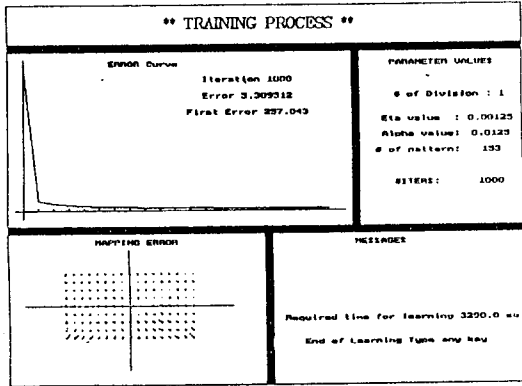 ** TRAINING PROCESS **
ERROR Curve
Iteration 1000
Error 3.309312
First Error 257.043
PARAMETER VALUES
# of Division : 1
Eta value : 0.00125
Alpha value: 0.0125
# of pattern: 153
#ITERS: 1000
MAPPING ERROR
MESSAGES
Required time for learning 3290.0
End of Learning Type any key